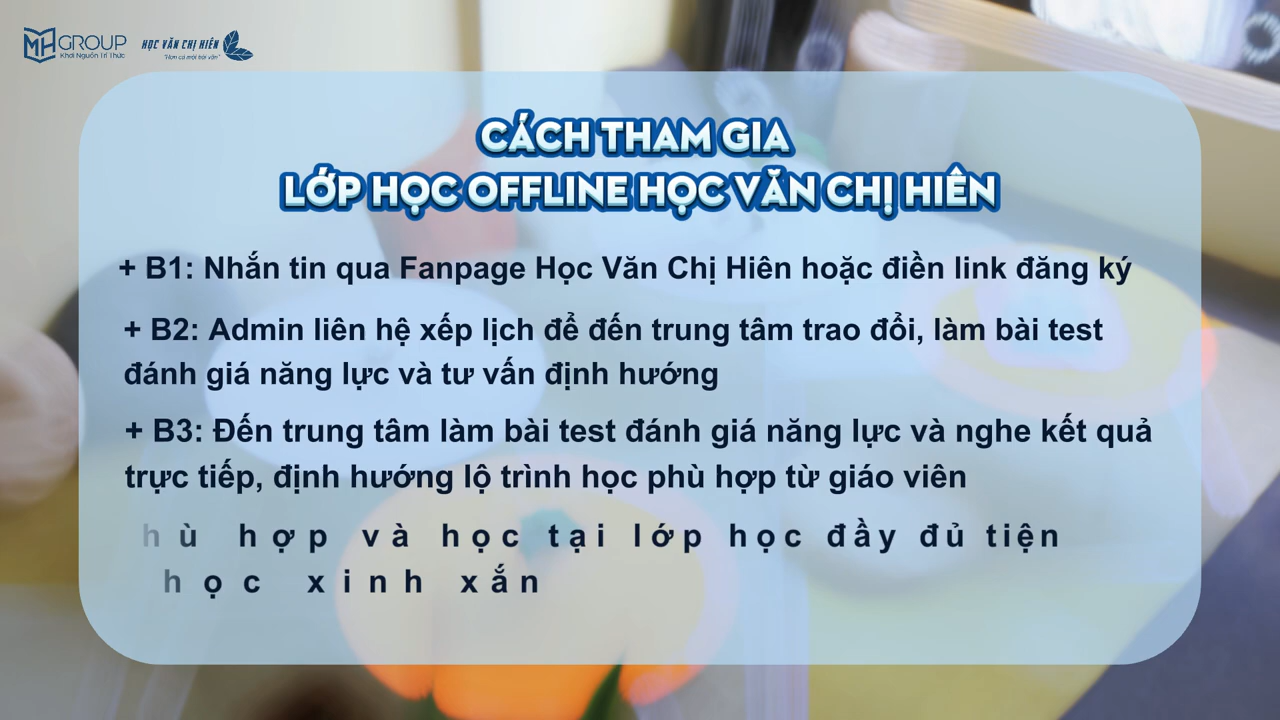 MH GROUP
Khơi Nguồn Tri Thức
HỌC VĂN CHỊ HIÊN
"Hơn cả một bài văn"
CÁCH THAM GIA
LỚP HỌC OFFLINE HỌC VĂN CHỊ HIÊN
+ B1: Nhắn tin qua Fanpage Học Văn Chị Hiên hoặc điền link đăng ký
+ B2: Admin liên hệ xếp lịch để đến trung tâm trao đổi, làm bài test
đánh giá năng lực và tư vấn định hướng
+ B3: Đến trung tâm làm bài test đánh giá năng lực và nghe kết quả
trực tiếp, định hướng lộ trình học phù hợp từ giáo viên
hù hợp và học tại lớp học đầy đủ tiện
học xinh xắn